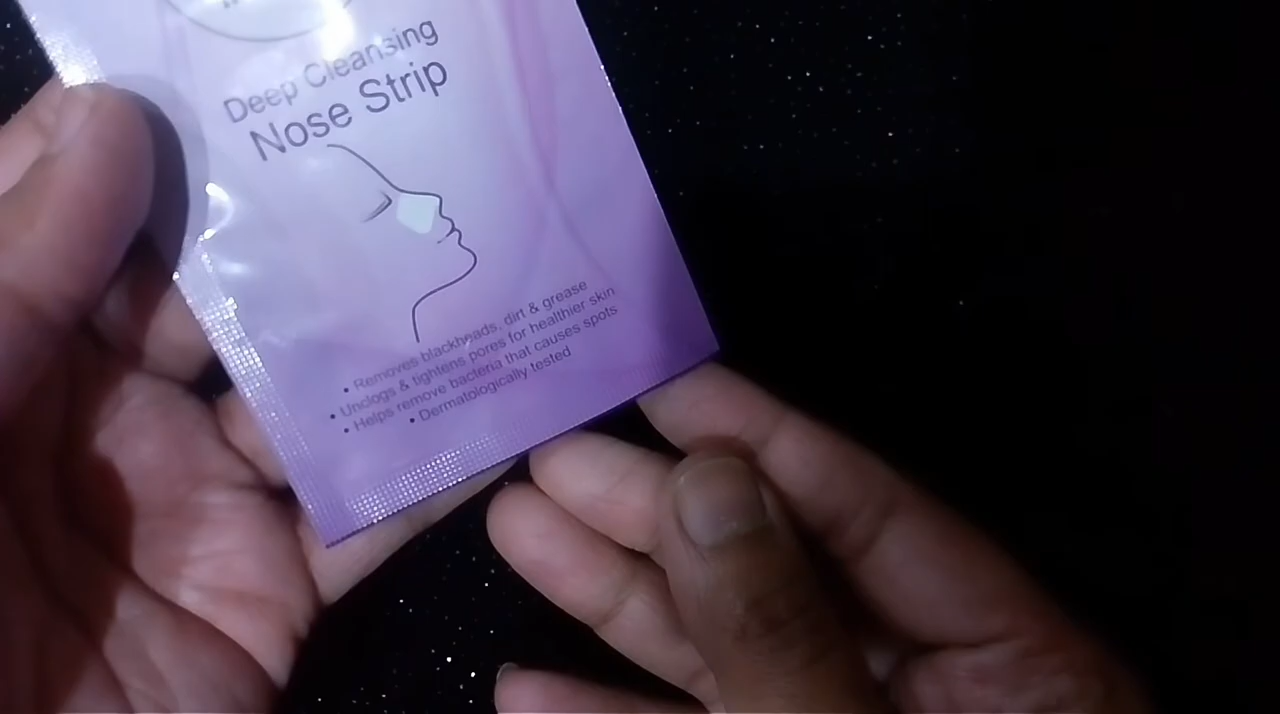 Deep Cleansing
Nose Strip
• Removes blackheads, dirt & grease
• Unclogs & tightens pores for healthier skin
• Helps remove bacteria that causes spots
• Dermatologically tested